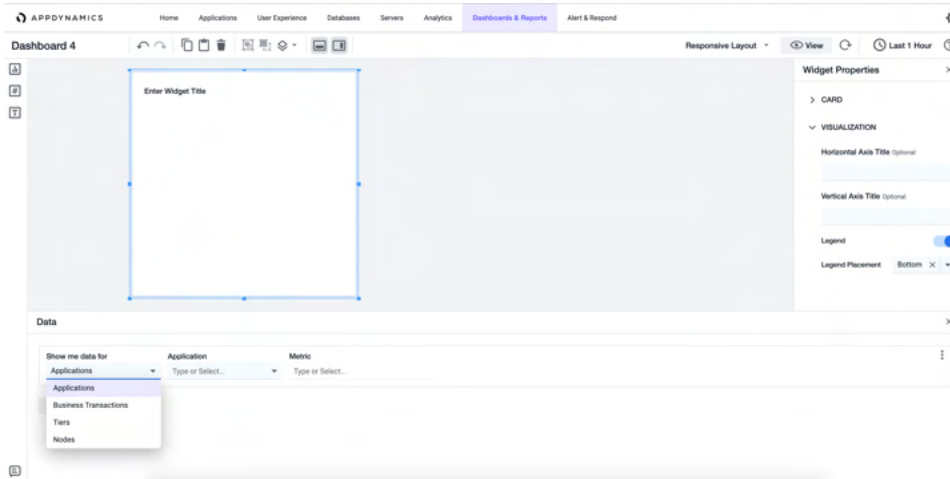 APPDYNAMICS Home Applications User Experience Databases Servers Analytics Dashboards & Reports Alert & Respond
Dashboard 4 Responsive Layout View Last 1 Hour
Widget Properties
Enter Widget Title
CARD
VISUALIZATION
Horizontal Axis Title Optional
Vertical Axis Title Optional
Legend
Legend Placement Bottom
Data
Show me data for Application Metric
Applications Type or Select... Type or Select...
Applications
Business Transactions
Tiers
Nodes